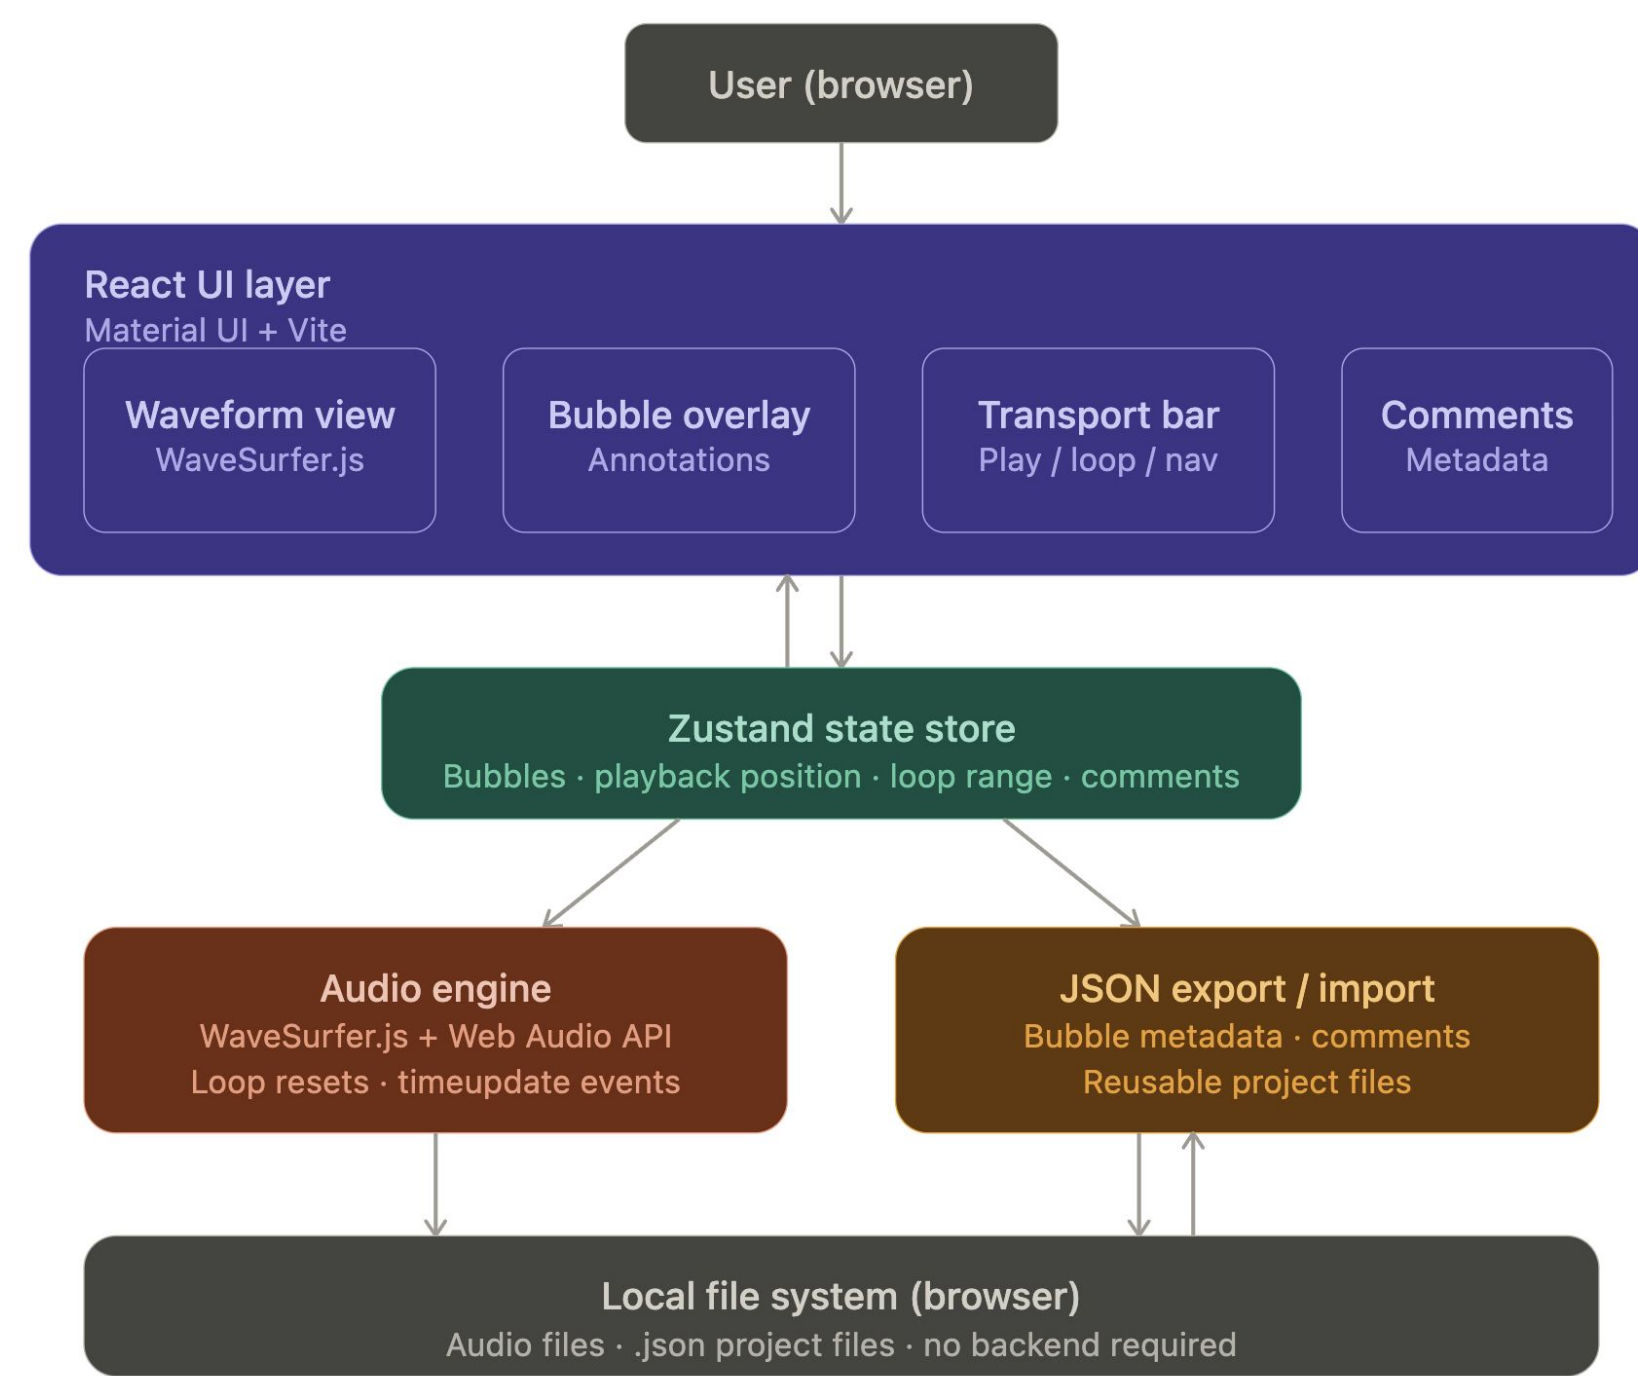 User (browser)
React UI layer
Material UI + Vite
Waveform view
WaveSurfer.js
Bubble overlay
Annotations
Transport bar
Play / loop / nav
Comments
Metadata
Zustand state store
Bubbles · playback position · loop range · comments
Audio engine
WaveSurfer.js + Web Audio API
Loop resets · timeupdate events
JSON export / import
Bubble metadata · comments
Reusable project files
Local file system (browser)
Audio files · .json project files · no backend required